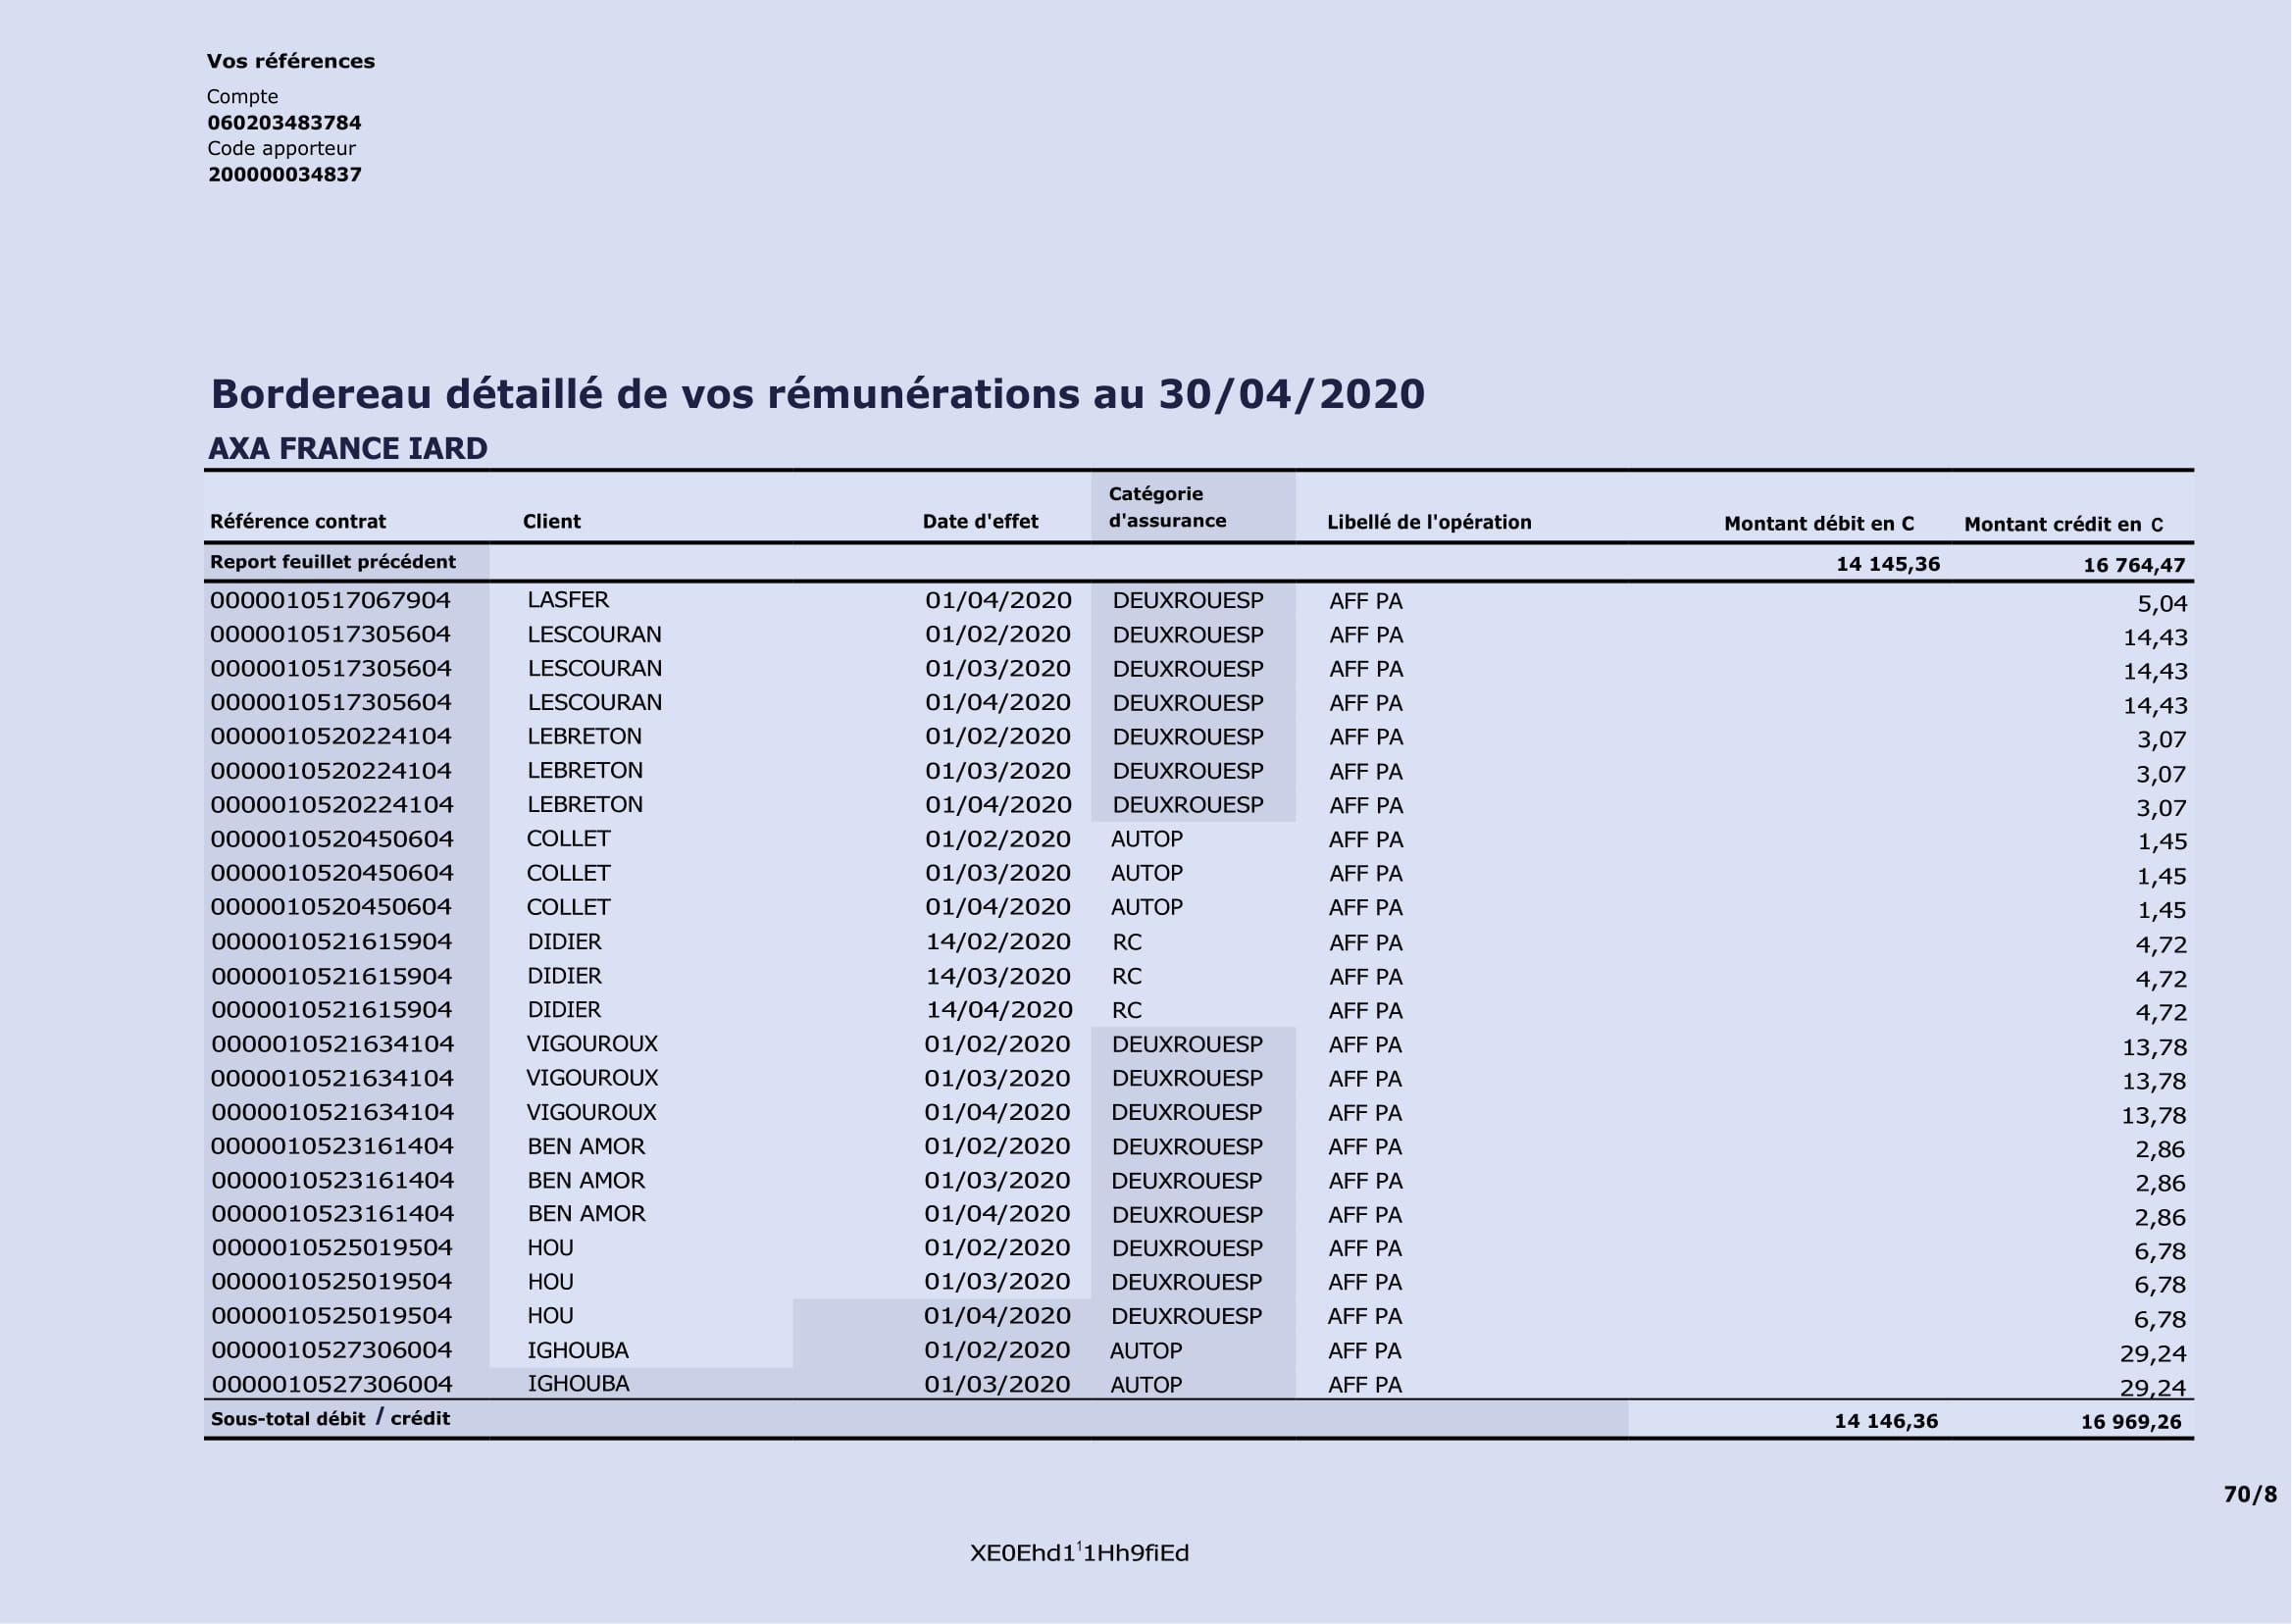 Vos références
Compte
060203483784
Code apporteur
200000034837
Bordereau détaillé de vos rémunérations au 30/04/2020
AXA FRANCE IARD
Référence contrat Client Date d'effet Catégorie d'assurance Libellé de l'opération Montant débit en C Montant crédit en C
Report feuillet précédent 14 145,36 16 764,47
0000010517067904 LASFER 01/04/2020 DEUXROUESP AFF PA 5,04
0000010517305604 LESCOURAN 01/02/2020 DEUXROUESP AFF PA 14,43
0000010517305604 LESCOURAN 01/03/2020 DEUXROUESP AFF PA 14,43
0000010517305604 LESCOURAN 01/04/2020 DEUXROUESP AFF PA 14,43
0000010520224104 LEBRETON 01/02/2020 DEUXROUESP AFF PA 3,07
0000010520224104 LEBRETON 01/03/2020 DEUXROUESP AFF PA 3,07
0000010520224104 LEBRETON 01/04/2020 DEUXROUESP AFF PA 3,07
0000010520450604 COLLET 01/02/2020 AUTOP AFF PA 1,45
0000010520450604 COLLET 01/03/2020 AUTOP AFF PA 1,45
0000010520450604 COLLET 01/04/2020 AUTOP AFF PA 1,45
0000010521615904 DIDIER 14/02/2020 RC AFF PA 4,72
0000010521615904 DIDIER 14/03/2020 RC AFF PA 4,72
0000010521615904 DIDIER 14/04/2020 RC AFF PA 4,72
0000010521634104 VIGOUROUX 01/02/2020 DEUXROUESP AFF PA 13,78
0000010521634104 VIGOUROUX 01/03/2020 DEUXROUESP AFF PA 13,78
0000010521634104 VIGOUROUX 01/04/2020 DEUXROUESP AFF PA 13,78
0000010523161404 BEN AMOR 01/02/2020 DEUXROUESP AFF PA 2,86
0000010523161404 BEN AMOR 01/03/2020 DEUXROUESP AFF PA 2,86
0000010523161404 BEN AMOR 01/04/2020 DEUXROUESP AFF PA 2,86
0000010525019504 HOU 01/02/2020 DEUXROUESP AFF PA 6,78
0000010525019504 HOU 01/03/2020 DEUXROUESP AFF PA 6,78
0000010525019504 HOU 01/04/2020 DEUXROUESP AFF PA 6,78
0000010527306004 IGHOUBA 01/02/2020 AUTOP AFF PA 29,24
0000010527306004 IGHOUBA 01/03/2020 AUTOP AFF PA 29,24
Sous-total débit / crédit 14 146,36 16 969,26
70/8
XE0Ehd1¹1Hh9fiEd